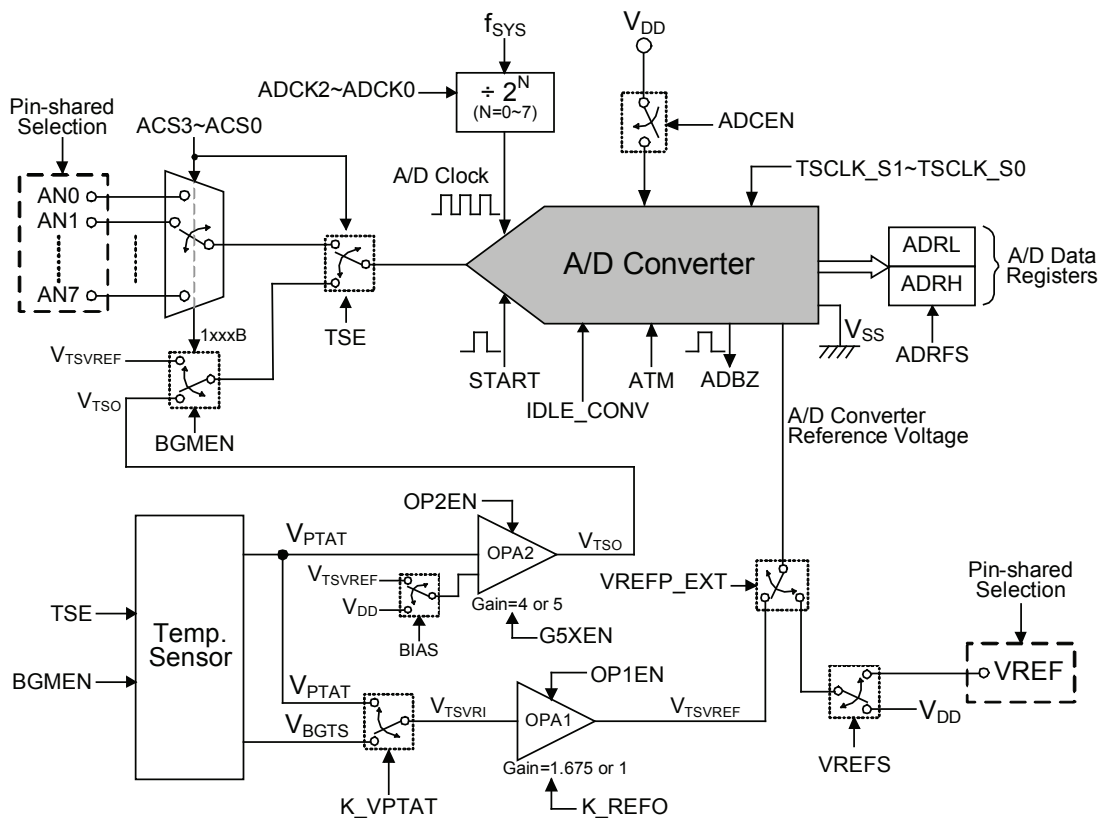 fSYS
VDD
ADCK2~ADCK0
÷ 2^N
(N=0~7)
ADCEN
Pin-shared
Selection
ACS3~ACS0
A/D Clock
TSCLK_S1~TSCLK_S0
AN0
AN1
AN7
A/D Converter
ADRL
ADRH
A/D Data
Registers
TSE
1xxxB
VSS
ADRFS
VTSVREF
VTSO
BGMEN
START
IDLE_CONV
ATM
ADBZ
A/D Converter
Reference Voltage
OP2EN
VPTAT
OPA2
VTSO
VTSVREF
VDD
BIAS
Gain=4 or 5
G5XEN
VREFP_EXT
Pin-shared
Selection
TSE
BGMEN
Temp.
Sensor
VPTAT
VBGTS
K_VPTAT
VTSVRI
OP1EN
OPA1
Gain=1.675 or 1
K_REFO
VTSVREF
VREF
VDD
VREFS